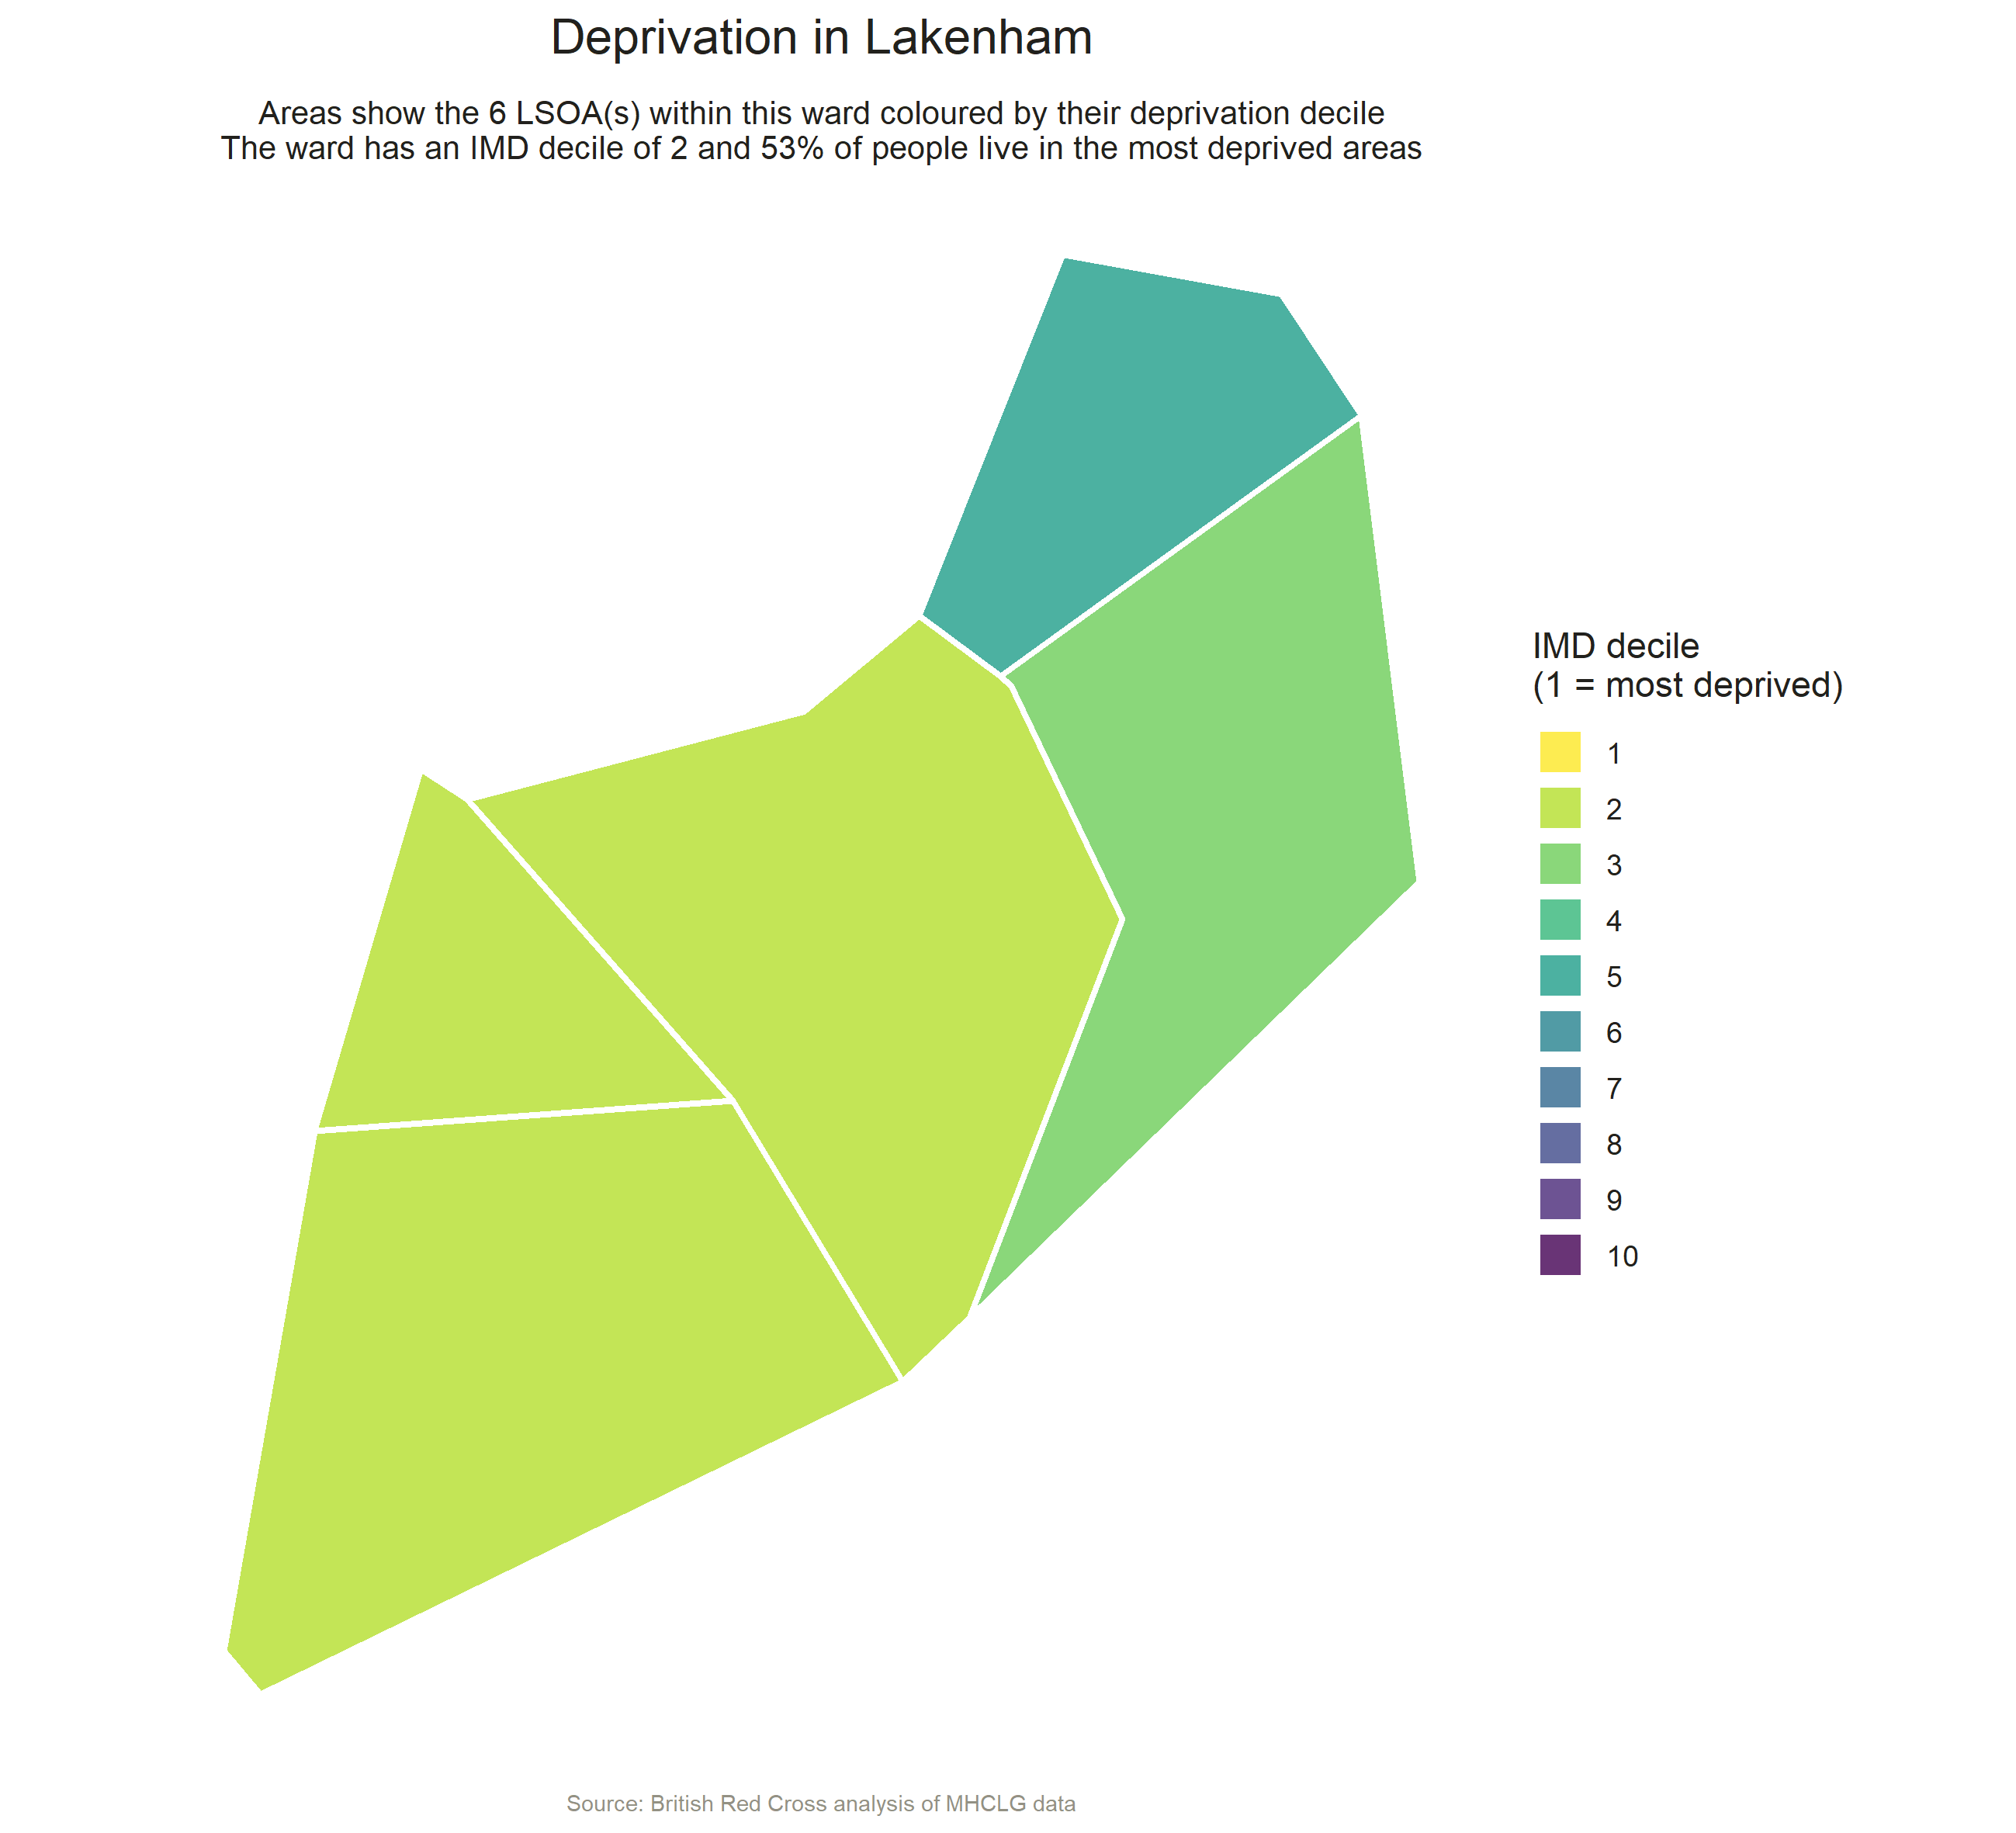 Deprivation in Lakenham
Areas show the 6 LSOA(s) within this ward coloured by their deprivation decile
The ward has an IMD decile of 2 and 53% of people live in the most deprived areas
IMD decile
(1 = most deprived)
1
2
3
4
5
6
7
8
9
10
Source: British Red Cross analysis of MHCLG data